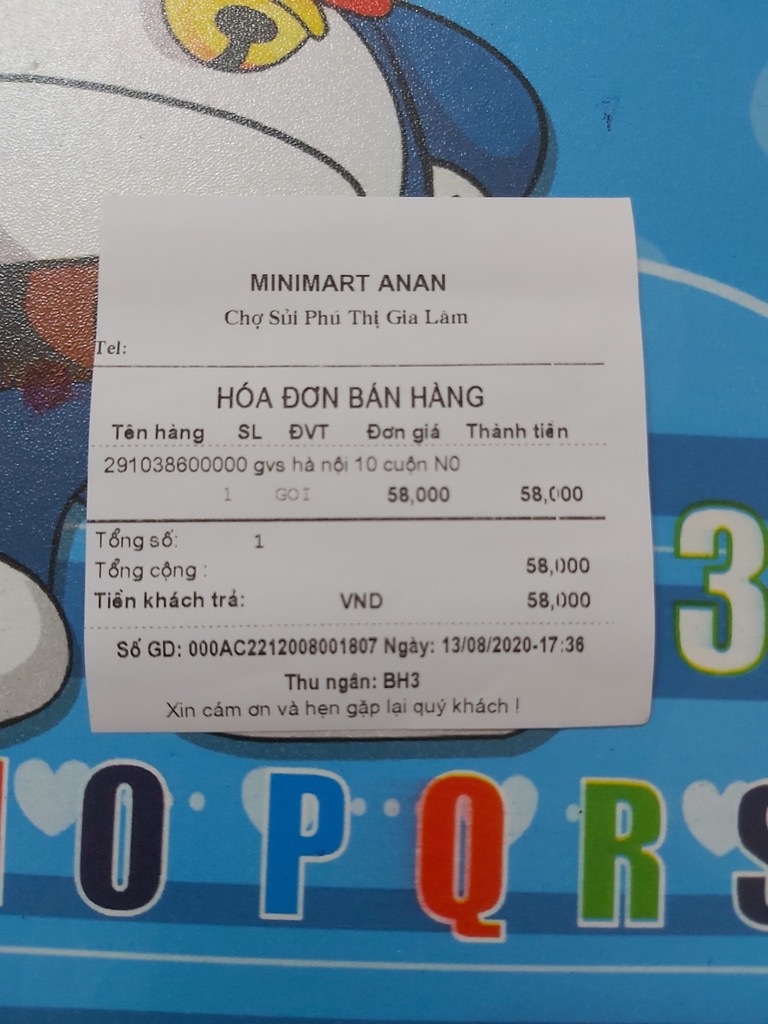 MINIMART ANAN
Chợ Sủi Phú Thị Gia Lâm
Tel:
HÓA ĐƠN BÁN HÀNG
Tên hàng SL ĐVT Đơn giá Thành tiền
291038600000 gvs hà nội 10 cuộn N0
1 GOI 58,000 58,000
Tổng số: 1
Tổng cộng : 58,000
Tiền khách trả: VND 58,000
Số GD: 000AC2212008001807 Ngày: 13/08/2020-17:36
Thu ngân: BH3
Xin cám ơn và hẹn gặp lại quý khách !
3
O P Q R S